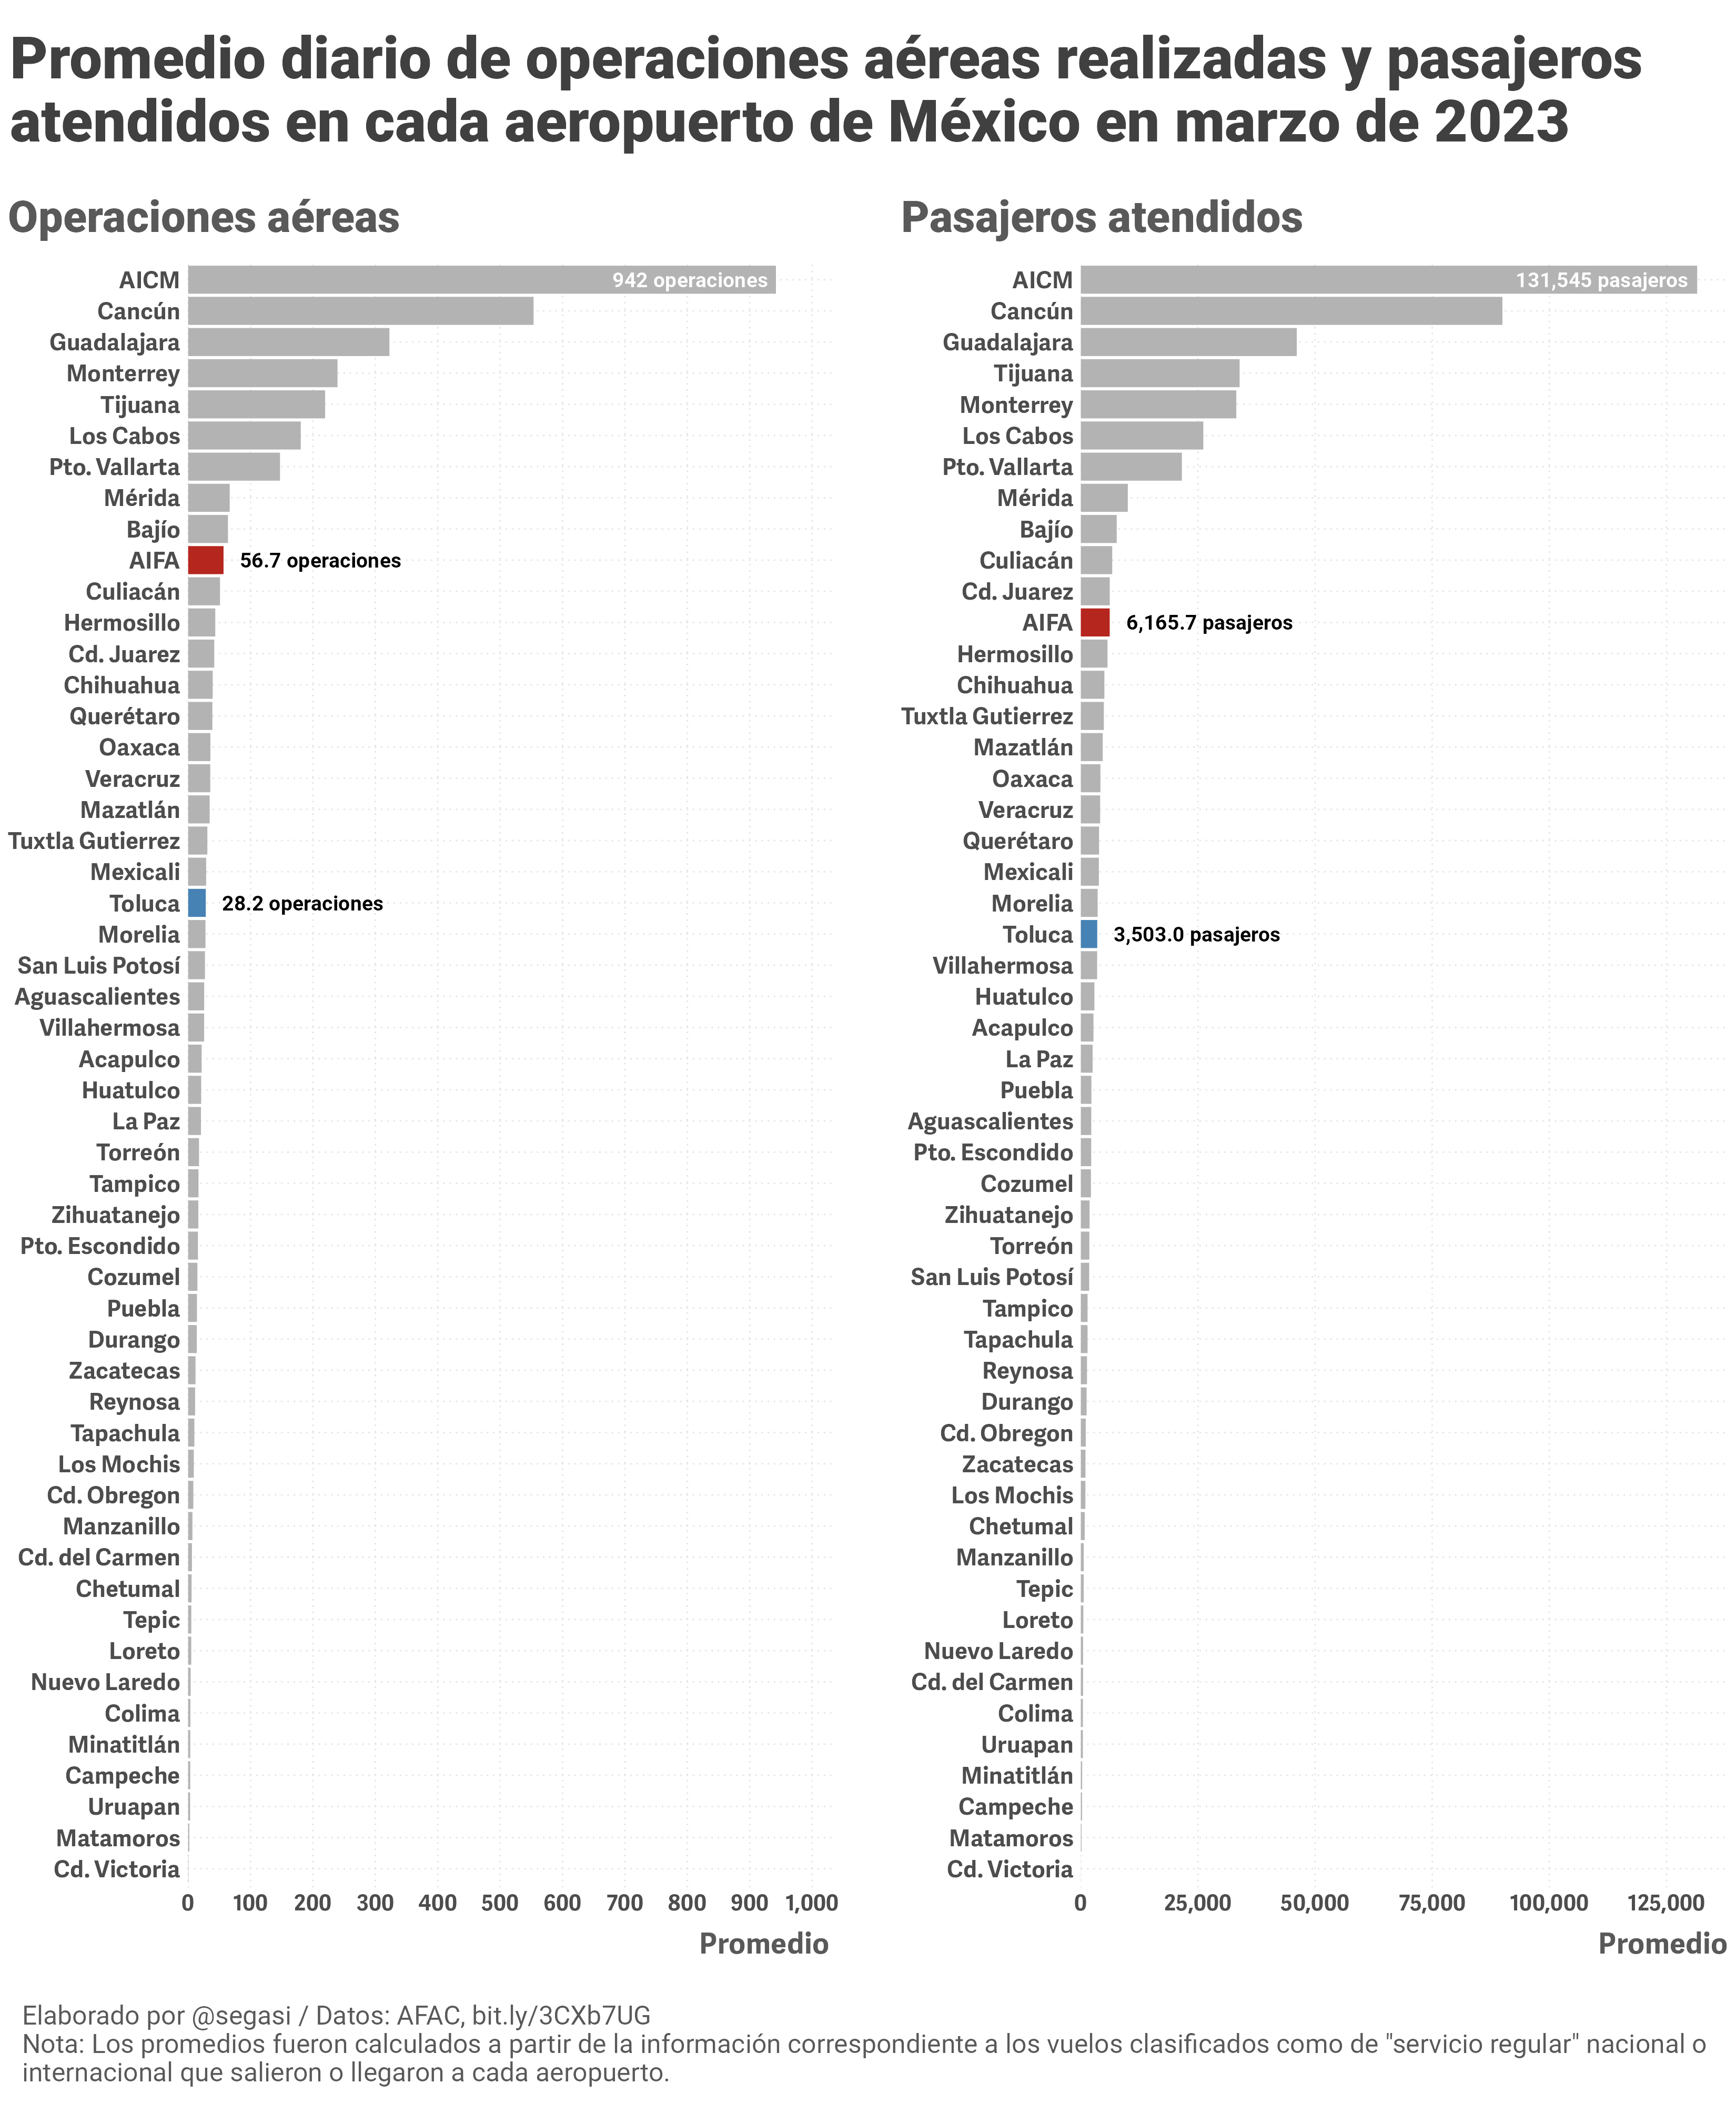 Promedio diario de operaciones aéreas realizadas y pasajeros
atendidos en cada aeropuerto de México en marzo de 2023
Operaciones aéreas
AICM 942 operaciones
Cancún
Guadalajara
Monterrey
Tijuana
Los Cabos
Pto. Vallarta
Mérida
Bajío
AIFA 56.7 operaciones
Culiacán
Hermosillo
Cd. Juarez
Chihuahua
Querétaro
Oaxaca
Veracruz
Mazatlán
Tuxtla Gutierrez
Mexicali
Toluca 28.2 operaciones
Morelia
San Luis Potosí
Aguascalientes
Villahermosa
Acapulco
Huatulco
La Paz
Torreón
Tampico
Zihuatanejo
Pto. Escondido
Cozumel
Puebla
Durango
Zacatecas
Reynosa
Tapachula
Los Mochis
Cd. Obregon
Manzanillo
Cd. del Carmen
Chetumal
Tepic
Loreto
Nuevo Laredo
Colima
Minatitlán
Campeche
Uruapan
Matamoros
Cd. Victoria
0 100 200 300 400 500 600 700 800 900 1,000
Promedio
Pasajeros atendidos
AICM 131,545 pasajeros
Cancún
Guadalajara
Tijuana
Monterrey
Los Cabos
Pto. Vallarta
Mérida
Bajío
Culiacán
Cd. Juarez
AIFA 6,165.7 pasajeros
Hermosillo
Chihuahua
Tuxtla Gutierrez
Mazatlán
Oaxaca
Veracruz
Querétaro
Mexicali
Morelia
Toluca 3,503.0 pasajeros
Villahermosa
Huatulco
Acapulco
La Paz
Puebla
Aguascalientes
Pto. Escondido
Cozumel
Zihuatanejo
Torreón
San Luis Potosí
Tampico
Tapachula
Reynosa
Durango
Cd. Obregon
Zacatecas
Los Mochis
Chetumal
Manzanillo
Tepic
Loreto
Nuevo Laredo
Cd. del Carmen
Colima
Uruapan
Minatitlán
Campeche
Matamoros
Cd. Victoria
0 25,000 50,000 75,000 100,000 125,000
Promedio
Elaborado por @segasi / Datos: AFAC, bit.ly/3CXb7UG
Nota: Los promedios fueron calculados a partir de la información correspondiente a los vuelos clasificados como de "servicio regular" nacional o
internacional que salieron o llegaron a cada aeropuerto.